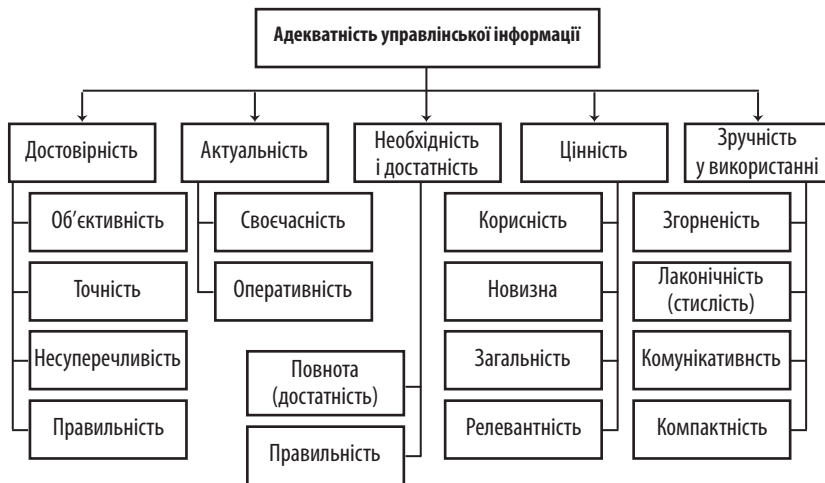 Адекватність управлінської інформації
Достовірність
Актуальність
Необхідність
і достатність
Цінність
Зручність
у використанні
Об’єктивність
Точність
Несуперечливість
Правильність
Своєчасність
Оперативність
Повнота
(достатність)
Правильність
Корисність
Новизна
Загальність
Релевантність
Згорненість
Лаконічність
(стислість)
Комунікативнсть
Компактність